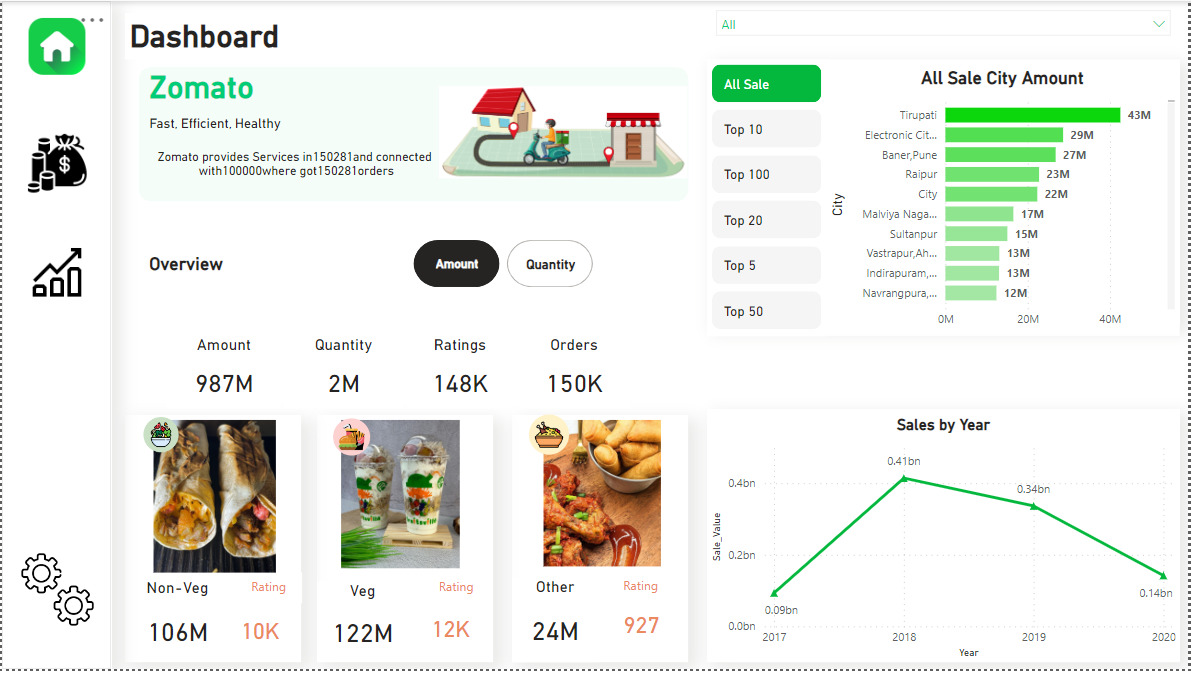 Dashboard
All
Zomato
Fast, Efficient, Healthy
Zomato provides Services in150281and connected
with100000where got150281orders
Overview
Amount
Quantity
Amount
Quantity
Ratings
Orders
987M
2M
148K
150K
Non-Veg
Rating
106M
10K
Veg
Rating
122M
12K
Other
Rating
24M
927
All Sale
Top 10
Top 100
Top 20
Top 5
Top 50
All Sale City Amount
City
Tirupati
43M
Electronic Cit...
29M
Baner,Pune
27M
Raipur
23M
City
22M
Malviya Naga...
17M
Sultanpur
15M
Vastrapur,Ah...
13M
Indirapuram,...
13M
Navrangpura,...
12M
0M
20M
40M
Sales by Year
Sale_Value
0.4bn
0.2bn
0.0bn
0.09bn
0.41bn
0.34bn
0.14bn
2017
2018
2019
2020
Year